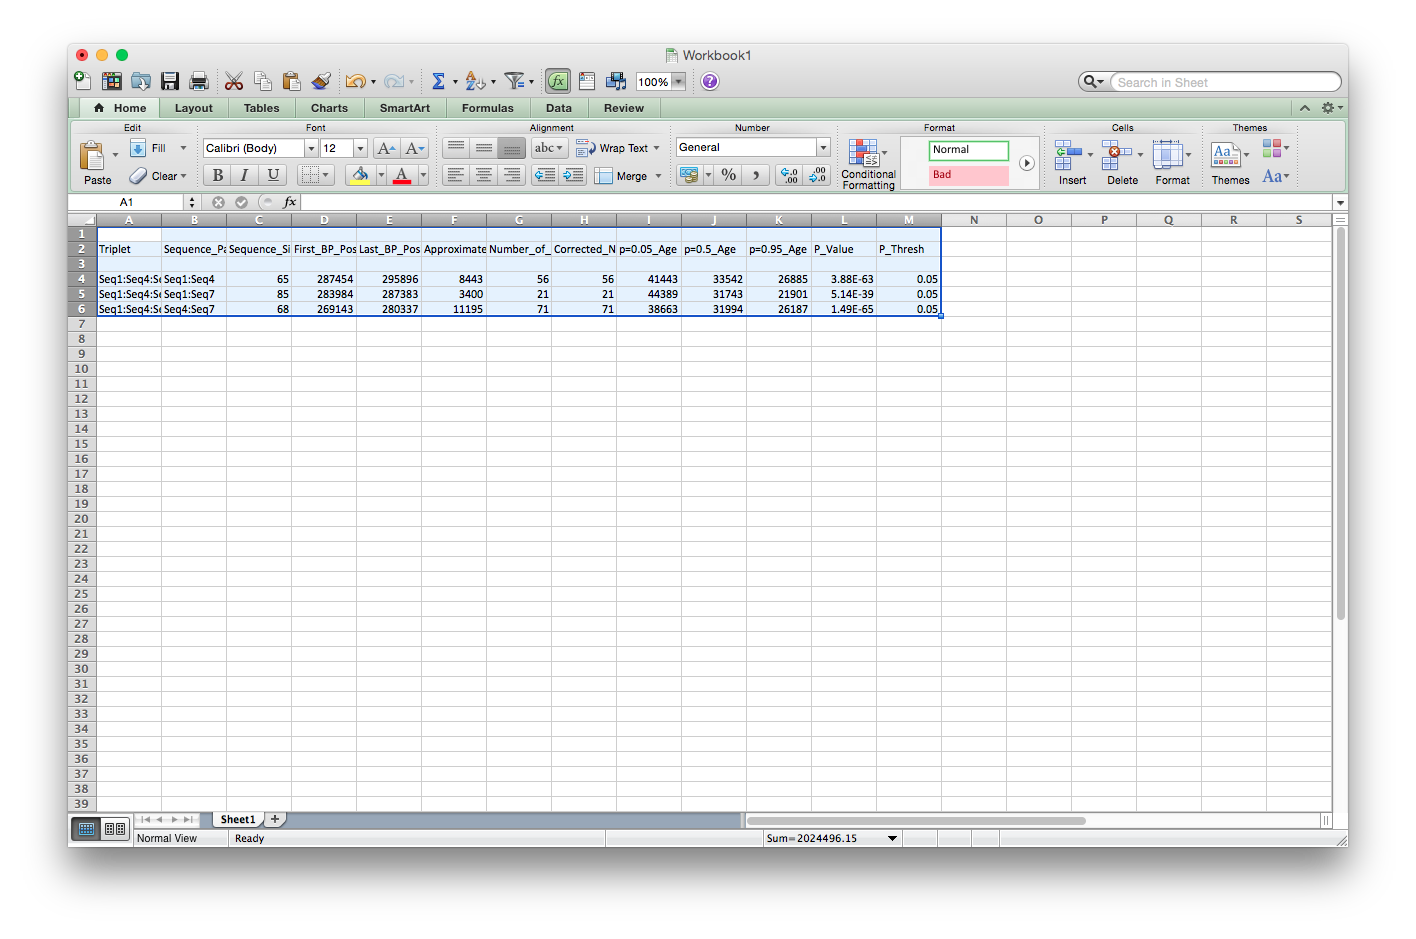 Workbook1
100%
Search in Sheet
Home Layout Tables Charts SmartArt Formulas Data Review
Edit Font Alignment Number Format Cells Themes
Paste Fill Calibri (Body) 12 A A abc Wrap Text General Conditional Formatting Normal Insert Delete Format Themes Aa
Clear B I U A Merge % , .0 .00 .00 .0 Bad Aa
A1 fx
A B C D E F G H I J K L M N O P Q R S
1
2 Triplet Sequence_Pa Sequence_Si First_BP_Pos Last_BP_Pos Approximate Number_of_ Corrected_N p=0.05_Age p=0.5_Age p=0.95_Age P_Value P_Thresh
3
4 Seq1:Seq4:Se Seq1:Seq4 65 287454 295896 8443 56 56 41443 33542 26885 3.88E-63 0.05
5 Seq1:Seq4:Se Seq1:Seq7 85 283984 287383 3400 21 21 44389 31743 21901 5.14E-39 0.05
6 Seq1:Seq4:Se Seq4:Seq7 68 269143 280337 11195 71 71 38663 31994 26187 1.49E-65 0.05
7
8
9
10
11
12
13
14
15
16
17
18
19
20
21
22
23
24
25
26
27
28
29
30
31
32
33
34
35
36
37
38
39
Sheet1
Normal View Ready Sum=2024496.15